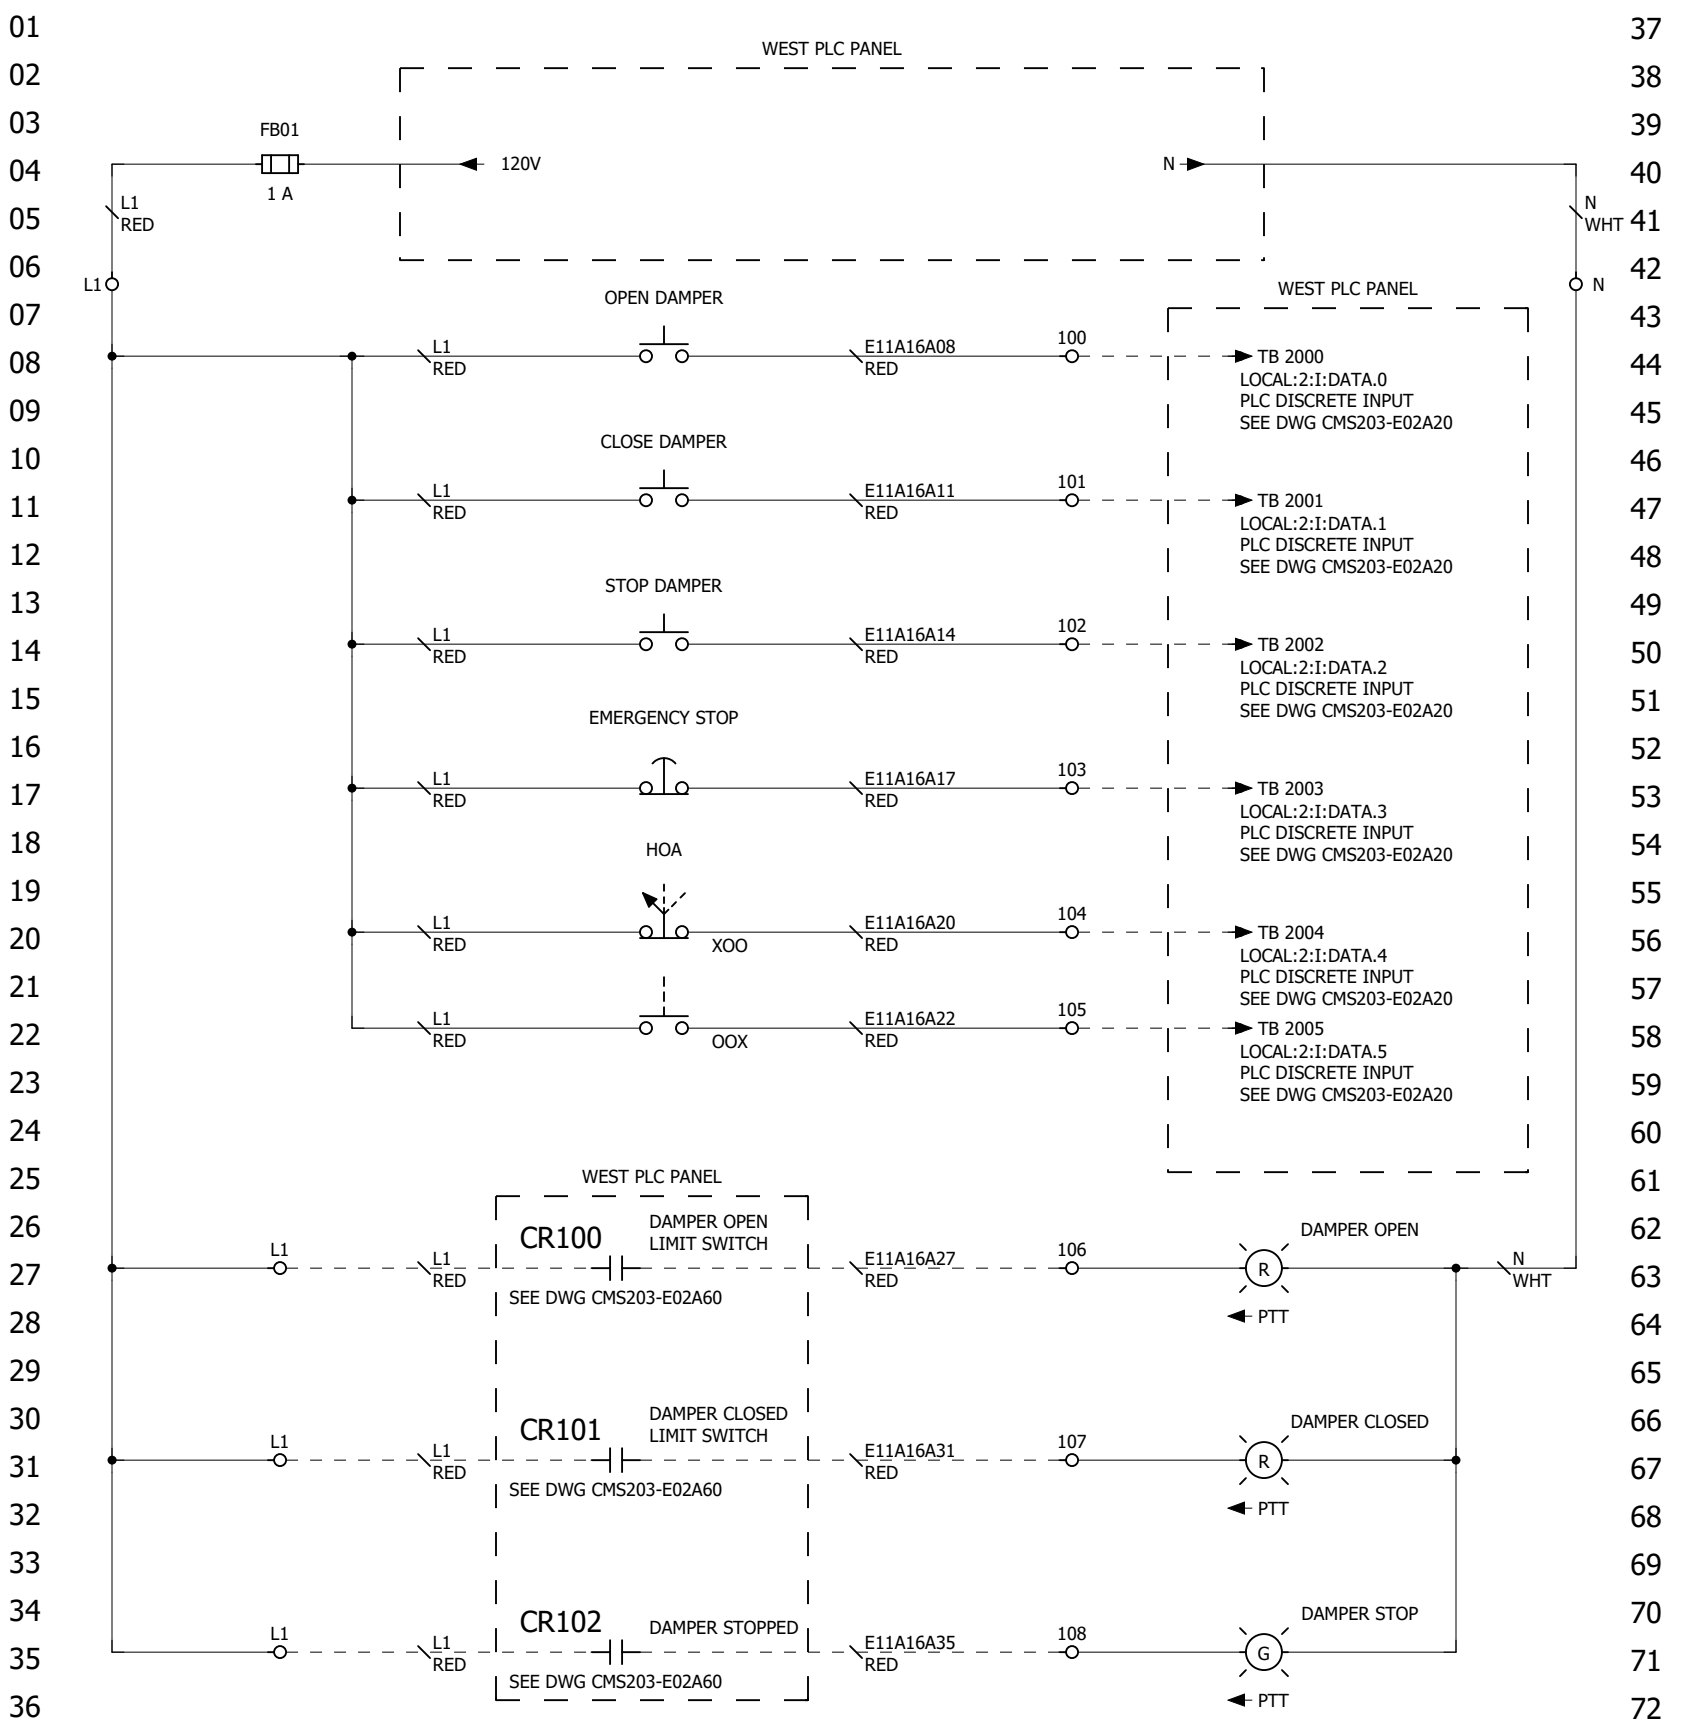 01
37
WEST PLC PANEL
02
38
03
FB01
39
04
120V
N
40
1 A
05
L1
RED
N
WHT
41
06
42
L1
N
WEST PLC PANEL
07
OPEN DAMPER
43
08
L1
RED
E11A16A08
RED
100
TB 2000
LOCAL:2:I:DATA.0
PLC DISCRETE INPUT
SEE DWG CMS203-E02A20
44
09
45
10
CLOSE DAMPER
46
11
L1
RED
E11A16A11
RED
101
TB 2001
LOCAL:2:I:DATA.1
PLC DISCRETE INPUT
SEE DWG CMS203-E02A20
47
12
48
13
STOP DAMPER
49
14
L1
RED
E11A16A14
RED
102
TB 2002
LOCAL:2:I:DATA.2
PLC DISCRETE INPUT
SEE DWG CMS203-E02A20
50
15
51
16
EMERGENCY STOP
52
17
L1
RED
E11A16A17
RED
103
TB 2003
LOCAL:2:I:DATA.3
PLC DISCRETE INPUT
SEE DWG CMS203-E02A20
53
18
HOA
54
19
55
20
L1
RED
XOO
E11A16A20
RED
104
TB 2004
LOCAL:2:I:DATA.4
PLC DISCRETE INPUT
SEE DWG CMS203-E02A20
56
21
57
22
L1
RED
OOX
E11A16A22
RED
105
TB 2005
LOCAL:2:I:DATA.5
PLC DISCRETE INPUT
SEE DWG CMS203-E02A20
58
23
59
24
60
25
WEST PLC PANEL
61
26
CR100
DAMPER OPEN
LIMIT SWITCH
DAMPER OPEN
62
27
L1
L1
RED
SEE DWG CMS203-E02A60
E11A16A27
RED
106
R
N
WHT
63
28
PTT
64
29
65
30
CR101
DAMPER CLOSED
LIMIT SWITCH
DAMPER CLOSED
66
31
L1
L1
RED
SEE DWG CMS203-E02A60
E11A16A31
RED
107
R
67
32
PTT
68
33
69
34
CR102
DAMPER STOPPED
DAMPER STOP
70
35
L1
L1
RED
SEE DWG CMS203-E02A60
E11A16A35
RED
108
G
71
36
PTT
72